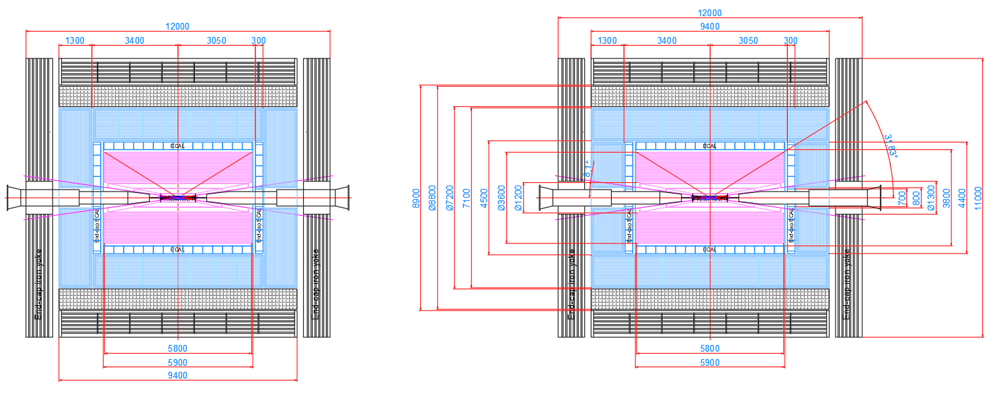 12000
1300 3400 3050 300
ECAL
End-cap ECAL End-cap ECAL
ECAL
End-cap iron yoke End-cap iron yoke
5800
5900
9400
12000
9400
1300 3400 3050 300
ECAL
8.1°
31.83°
8900
Ø8800
Ø7200
7100
4500
Ø3600
Ø1200
700
800
Ø1300
3800
4400
11000
End-cap ECAL End-cap ECAL
ECAL
End-cap iron yoke End-cap iron yoke
5800
5900